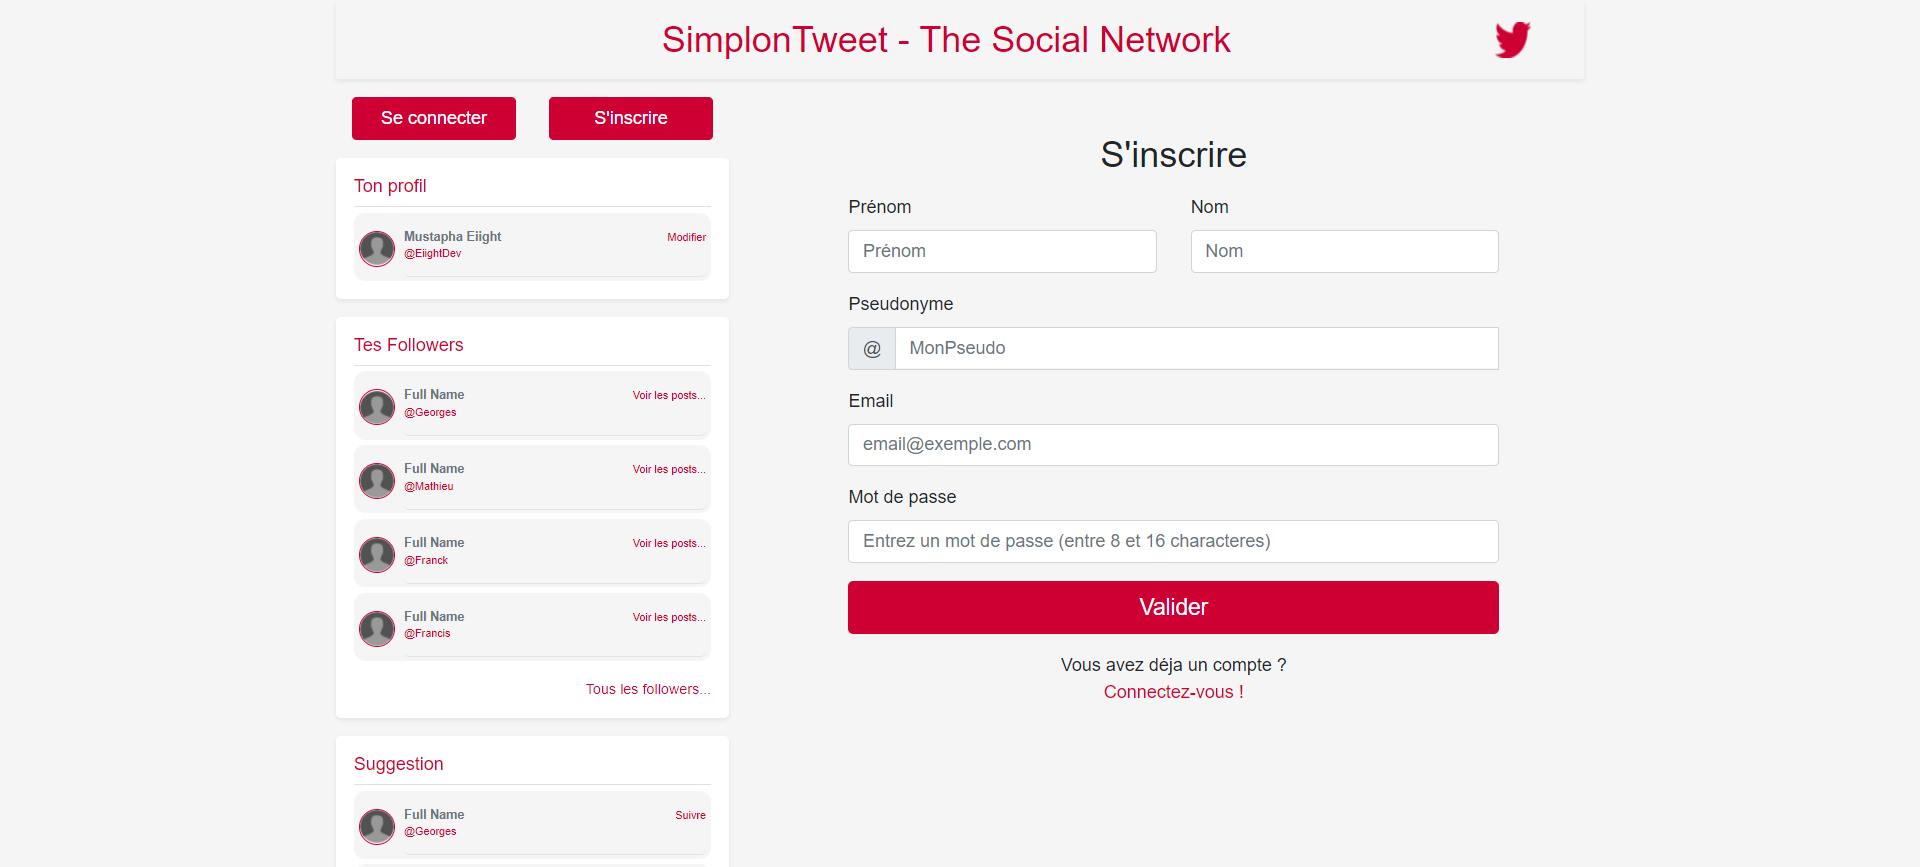 SimplonTweet - The Social Network
Se connecter
S'inscrire
Ton profil
Mustapha Eiight
Modifier
@EiightDev
Tes Followers
Full Name
Voir les posts...
@Georges
Full Name
Voir les posts...
@Mathieu
Full Name
Voir les posts...
@Franck
Full Name
Voir les posts...
@Francis
Tous les followers...
Suggestion
Full Name
Suivre
@Georges
S'inscrire
Prénom
Nom
Prénom
Nom
Pseudonyme
@ MonPseudo
Email
email@exemple.com
Mot de passe
Entrez un mot de passe (entre 8 et 16 characteres)
Valider
Vous avez déja un compte ?
Connectez-vous !